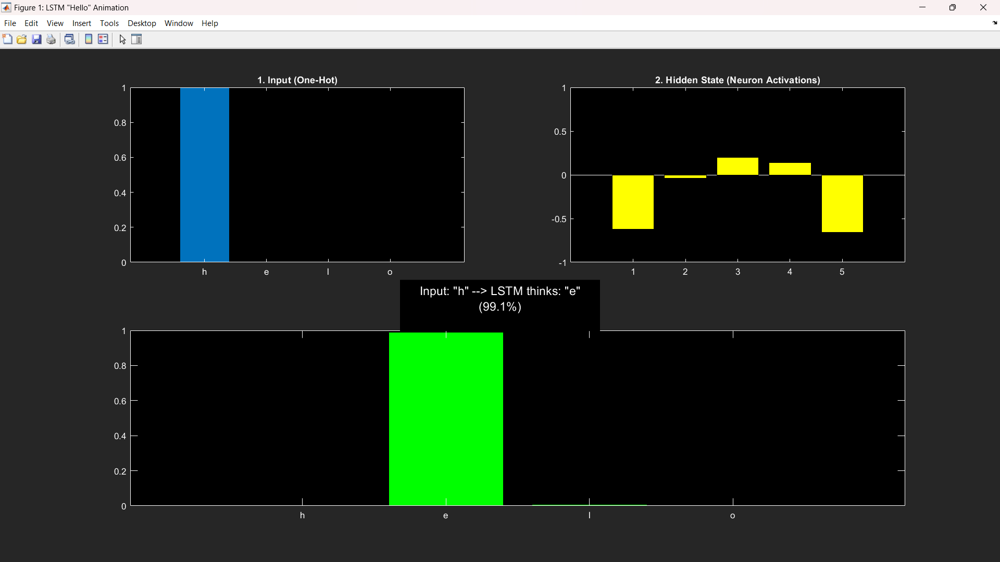 Figure 1: LSTM "Hello" Animation
File Edit View Insert Tools Desktop Window Help
1. Input (One-Hot)
1
0.8
0.6
0.4
0.2
0
h e l o
2. Hidden State (Neuron Activations)
1
0.5
0
-0.5
-1
1 2 3 4 5
Input: "h" --> LSTM thinks: "e"
(99.1%)
1
0.8
0.6
0.4
0.2
0
h e l o